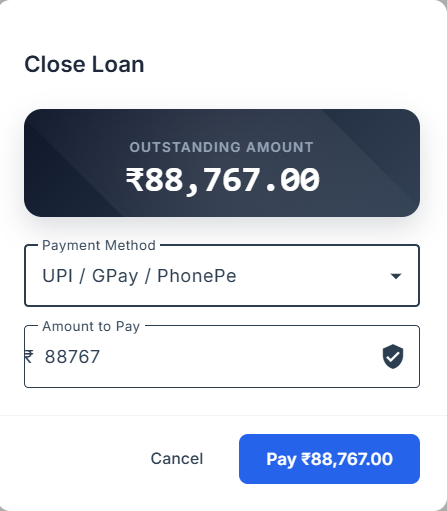 Close Loan
OUTSTANDING AMOUNT
₹88,767.00
Payment Method
UPI / GPay / PhonePe
Amount to Pay
₹ 88767
Cancel
Pay ₹88,767.00